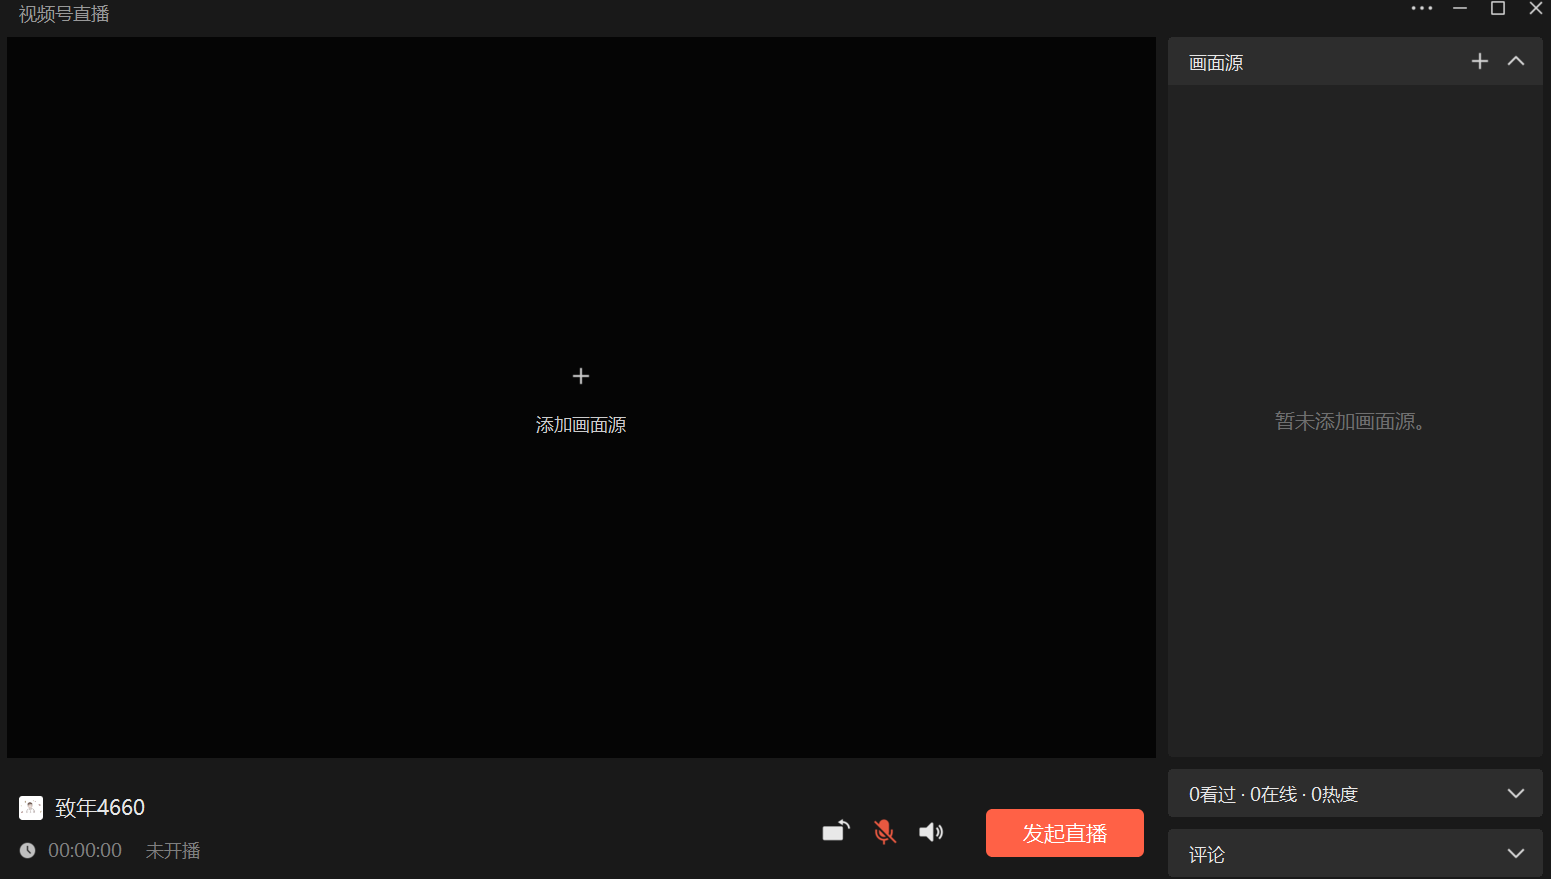 视频号直播
添加画面源
画面源
暂未添加画面源。
致年4660
00:00:00 未开播
发起直播
0看过 · 0在线 · 0热度
评论